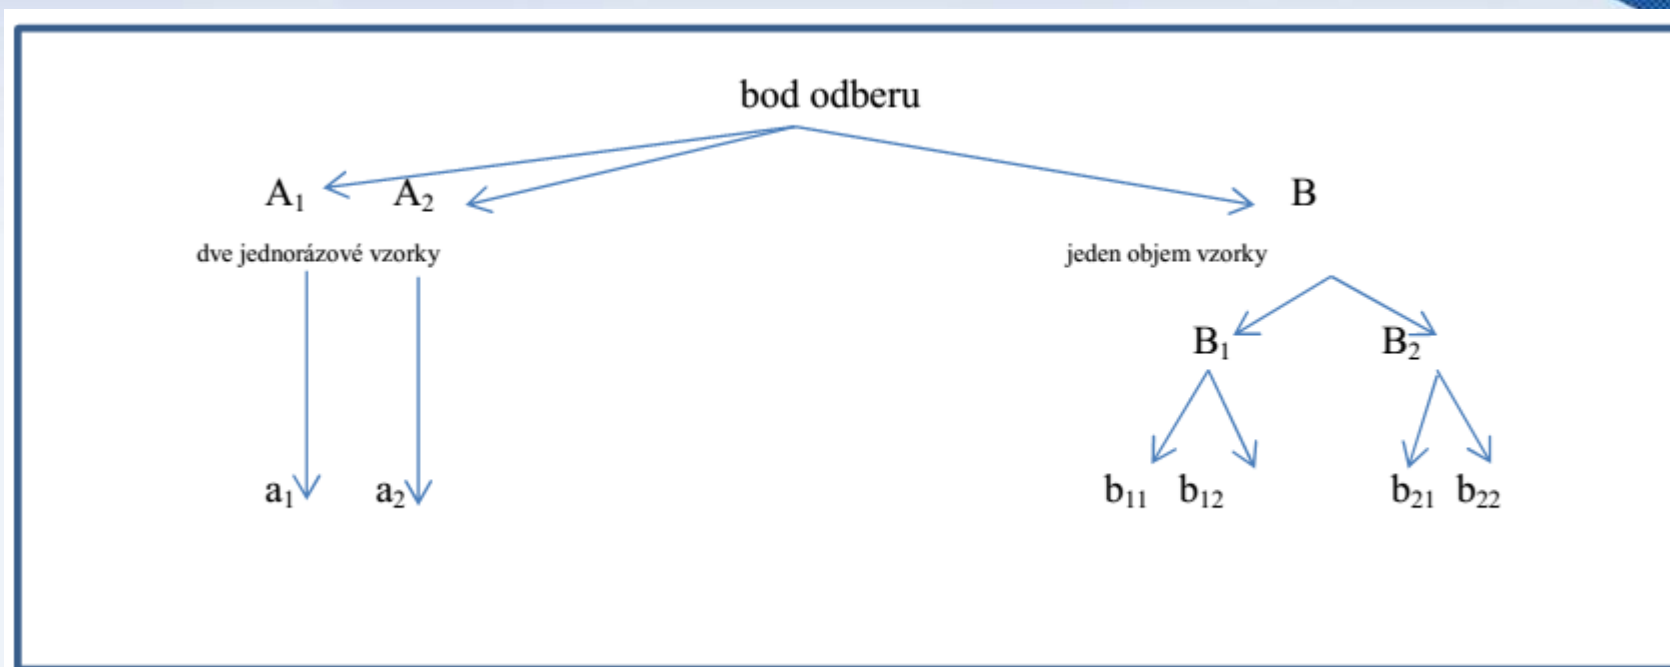 bod odberu
A₁ A₂ B
dve jednorázové vzorky jeden objem vzorky
B₁ B₂
a₁ a₂ b₁₁ b₁₂ b₂₁ b₂₂